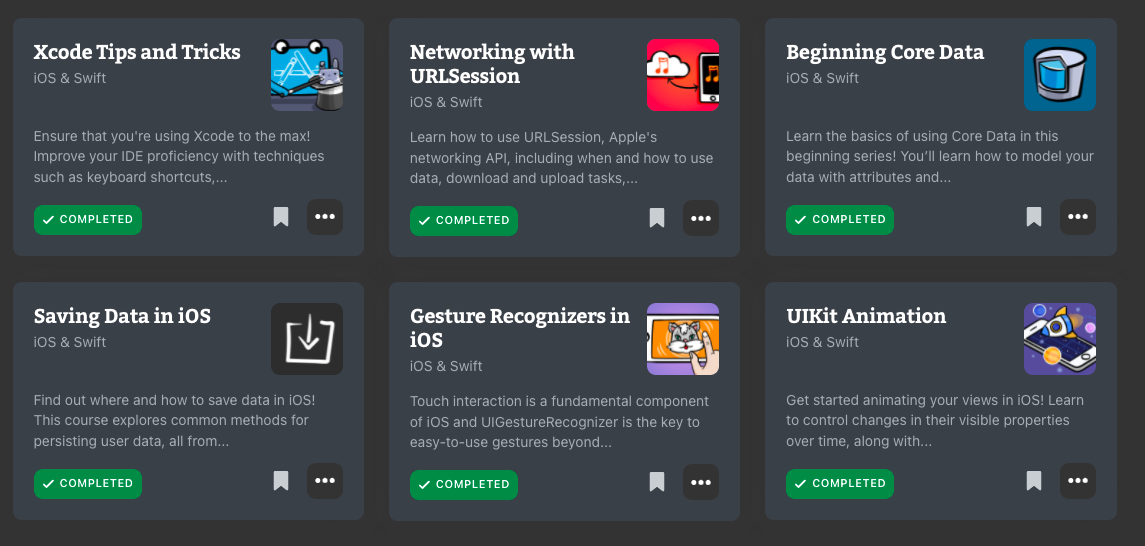 Xcode Tips and Tricks
iOS & Swift
Ensure that you're using Xcode to the max!
Improve your IDE proficiency with techniques
such as keyboard shortcuts,...
COMPLETED
Networking with
URLSession
iOS & Swift
Learn how to use URLSession, Apple's
networking API, including when and how to use
data, download and upload tasks,...
COMPLETED
Beginning Core Data
iOS & Swift
Learn the basics of using Core Data in this
beginning series! You’ll learn how to model your
data with attributes and...
COMPLETED
Saving Data in iOS
iOS & Swift
Find out where and how to save data in iOS!
This course explores common methods for
persisting user data, all from...
COMPLETED
Gesture Recognizers in
iOS
iOS & Swift
Touch interaction is a fundamental component
of iOS and UIGestureRecognizer is the key to
easy-to-use gestures beyond...
COMPLETED
UIKit Animation
iOS & Swift
Get started animating your views in iOS! Learn
to control changes in their visible properties
over time, along with...
COMPLETED